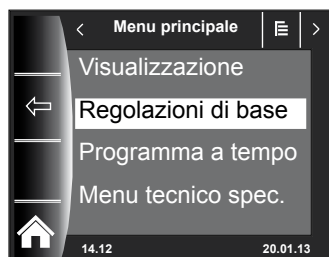 Menu principale
Visualizzazione
Regolazioni di base
Programma a tempo
Menu tecnico spec.
14.12 20.01.13